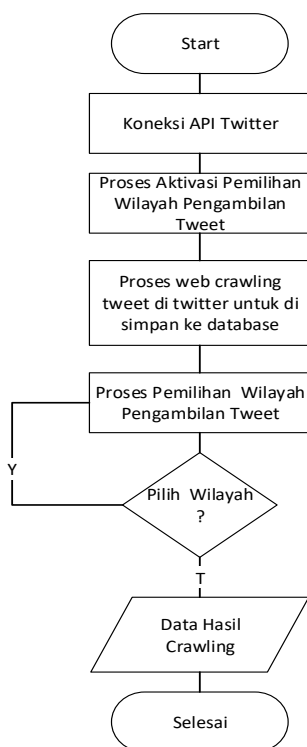 Start
Koneksi API Twitter
Proses Aktivasi Pemilihan
Wilayah Pengambilan
Tweet
Proses web crawling
tweet di twitter untuk di
simpan ke database
Proses Pemilihan Wilayah
Pengambilan Tweet
Y
Pilih Wilayah
?
T
Data Hasil
Crawling
Selesai